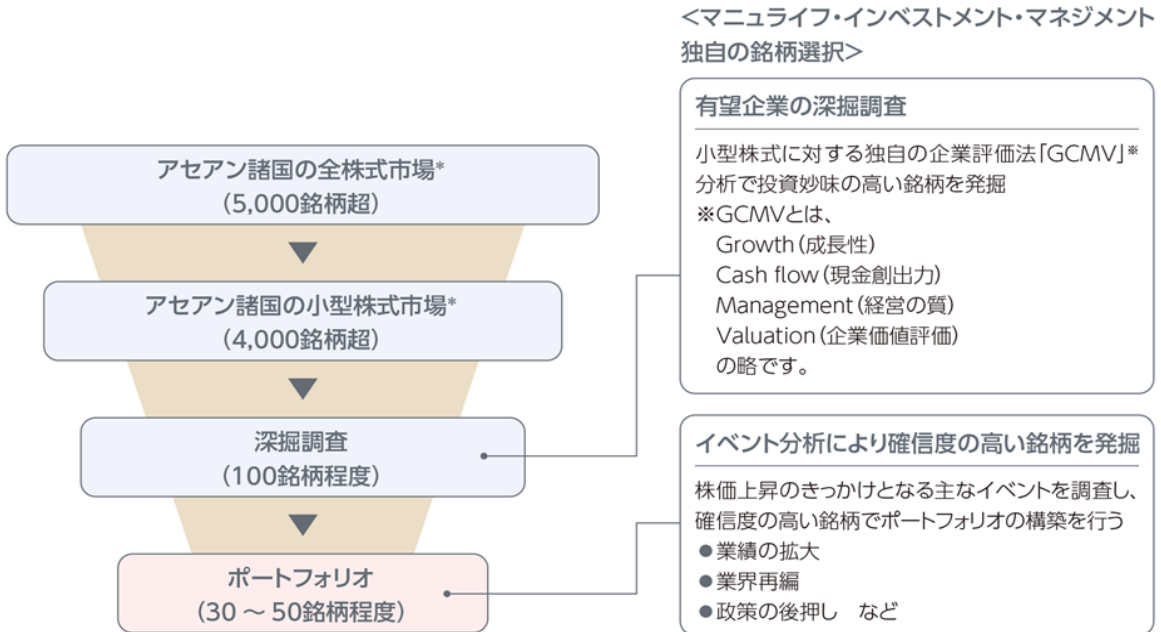 <マニュライフ・インベストメント・マネジメント
独自の銘柄選択>
アセアン諸国の全株式市場*
(5,000銘柄超)
アセアン諸国の小型株式市場*
(4,000銘柄超)
深掘調査
(100銘柄程度)
ポートフォリオ
(30 ～ 50銘柄程度)
有望企業の深掘調査
小型株式に対する独自の企業評価法「GCMV」※
分析で投資妙味の高い銘柄を発掘
※GCMVとは、
Growth(成長性)
Cash flow(現金創出力)
Management(経営の質)
Valuation(企業価値評価)
の略です。
イベント分析により確信度の高い銘柄を発掘
株価上昇のきっかけとなる主なイベントを調査し、
確信度の高い銘柄でポートフォリオの構築を行う
●業績の拡大
●業界再編
●政策の後押し　など